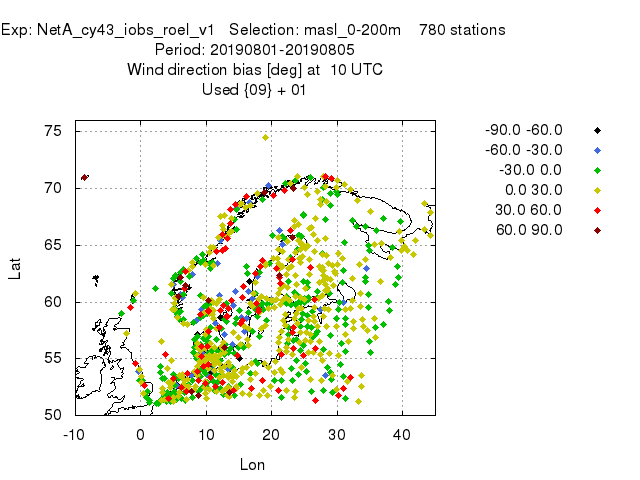 Exp: NetA_cy43_iobs_roel_v1   Selection: masl_0-200m    780 stations
Period: 20190801-20190805
Wind direction bias [deg] at  10 UTC
Used {09} + 01
-90.0 -60.0
-60.0 -30.0
-30.0 0.0
0.0 30.0
30.0 60.0
60.0 90.0
75
70
65
60
55
50
Lat
-10 0 10 20 30 40
Lon